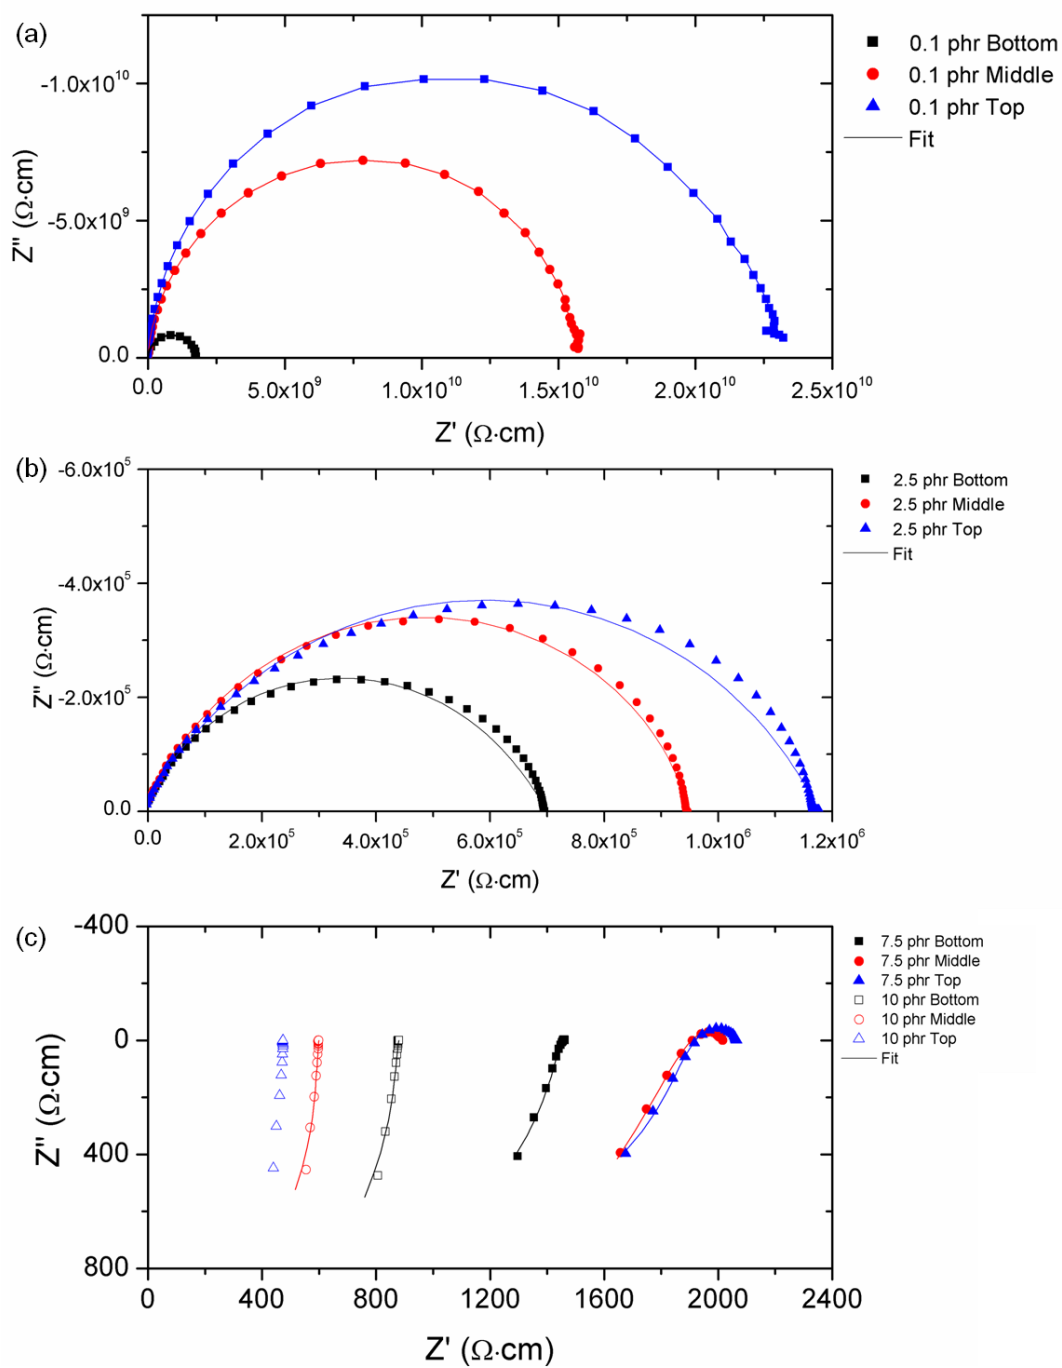 (a)
0.1 phr Bottom
0.1 phr Middle
0.1 phr Top
Fit
-1.0x10¹⁰
-5.0x10⁹
0.0
Z'' (Ω·cm)
0.0 5.0x10⁹ 1.0x10¹⁰ 1.5x10¹⁰ 2.0x10¹⁰ 2.5x10¹⁰
Z' (Ω·cm)
(b)
2.5 phr Bottom
2.5 phr Middle
2.5 phr Top
Fit
-6.0x10⁵
-4.0x10⁵
-2.0x10⁵
0.0
Z'' (Ω·cm)
0.0 2.0x10⁵ 4.0x10⁵ 6.0x10⁵ 8.0x10⁵ 1.0x10⁶ 1.2x10⁶
Z' (Ω·cm)
(c)
7.5 phr Bottom
7.5 phr Middle
7.5 phr Top
10 phr Bottom
10 phr Middle
10 phr Top
Fit
-400
0
400
800
Z'' (Ω·cm)
0 400 800 1200 1600 2000 2400
Z' (Ω·cm)